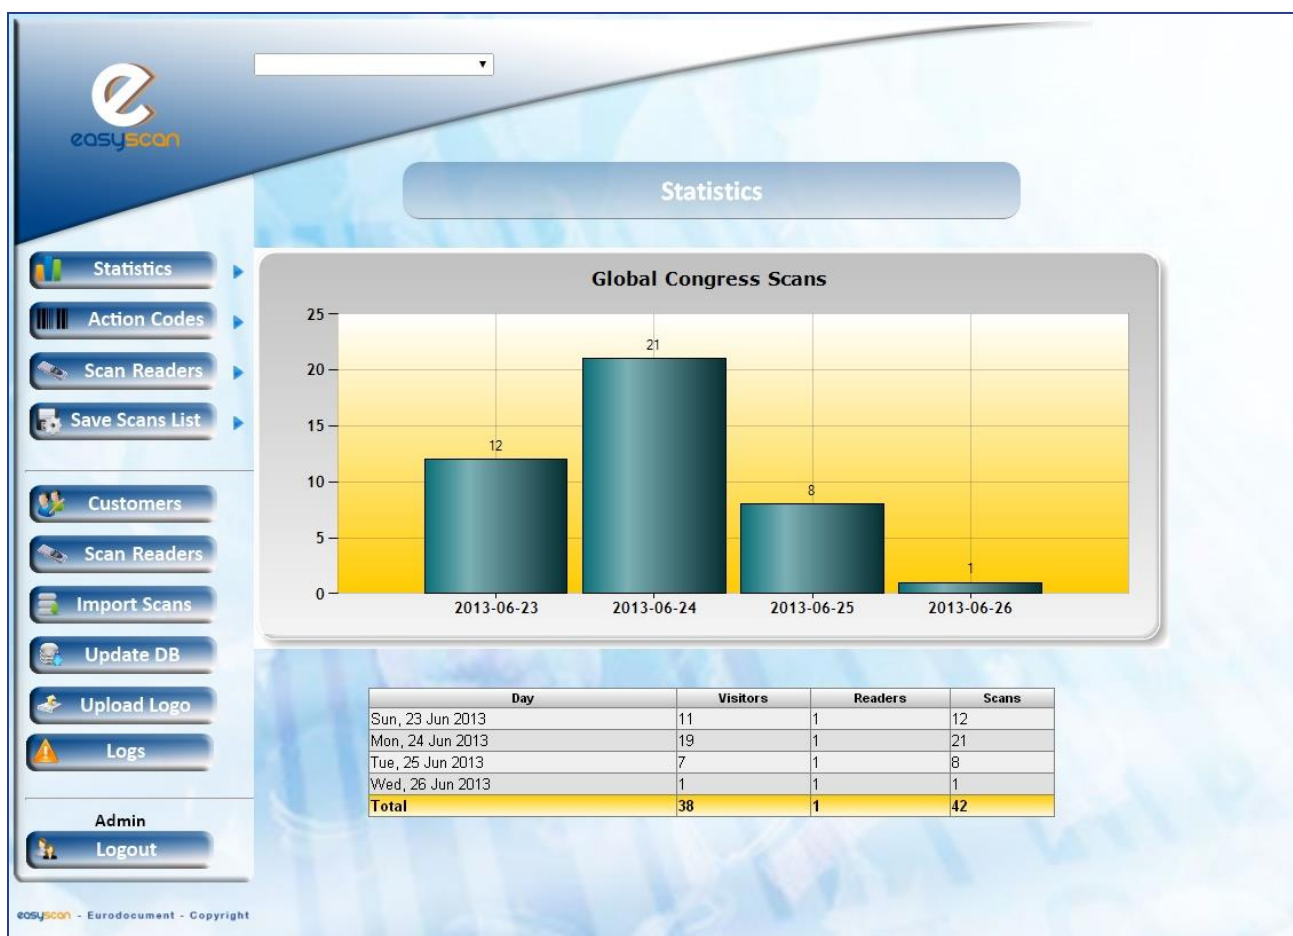 e
easyscan
Statistics
Statistics
Action Codes
Scan Readers
Save Scans List
Customers
Scan Readers
Import Scans
Update DB
Upload Logo
Logs
Admin
Logout
easyscan - Eurodocument - Copyright
Global Congress Scans
25
20
15
10
5
0
12
21
8
1
2013-06-23 2013-06-24 2013-06-25 2013-06-26
Day Visitors Readers Scans
Sun, 23 Jun 2013 11 1 12
Mon, 24 Jun 2013 19 1 21
Tue, 25 Jun 2013 7 1 8
Wed, 26 Jun 2013 1 1 1
Total 38 1 42